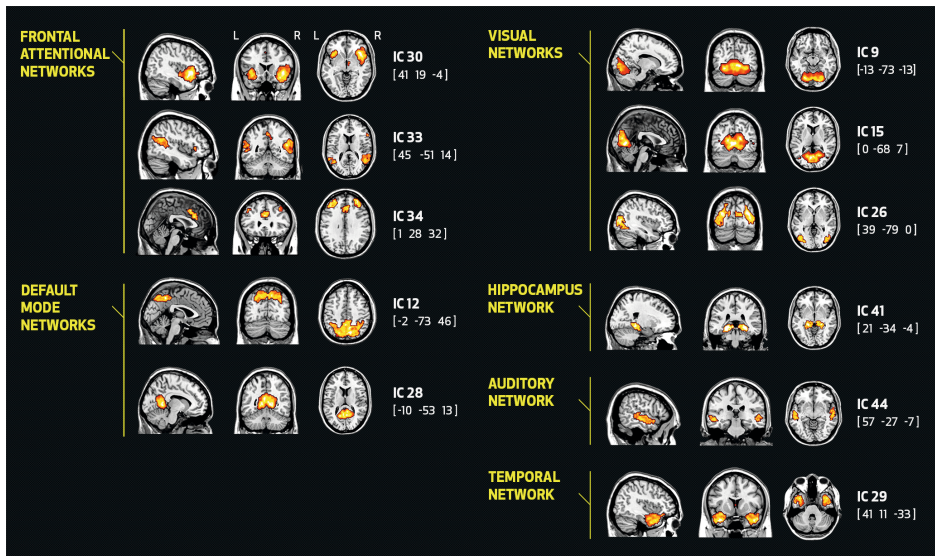 FRONTAL
ATTENTIONAL
NETWORKS
L R L R
IC 30
[41 19 -4]
IC 33
[45 -51 14]
IC 34
[1 28 32]
DEFAULT
MODE
NETWORKS
IC 12
[-2 -73 46]
IC 28
[-10 -53 13]
VISUAL
NETWORKS
IC 9
[-13 -73 -13]
IC 15
[0 -68 7]
IC 26
[39 -79 0]
HIPPOCAMPUS
NETWORK
IC 41
[21 -34 -4]
AUDITORY
NETWORK
IC 44
[57 -27 -7]
TEMPORAL
NETWORK
IC 29
[41 11 -33]